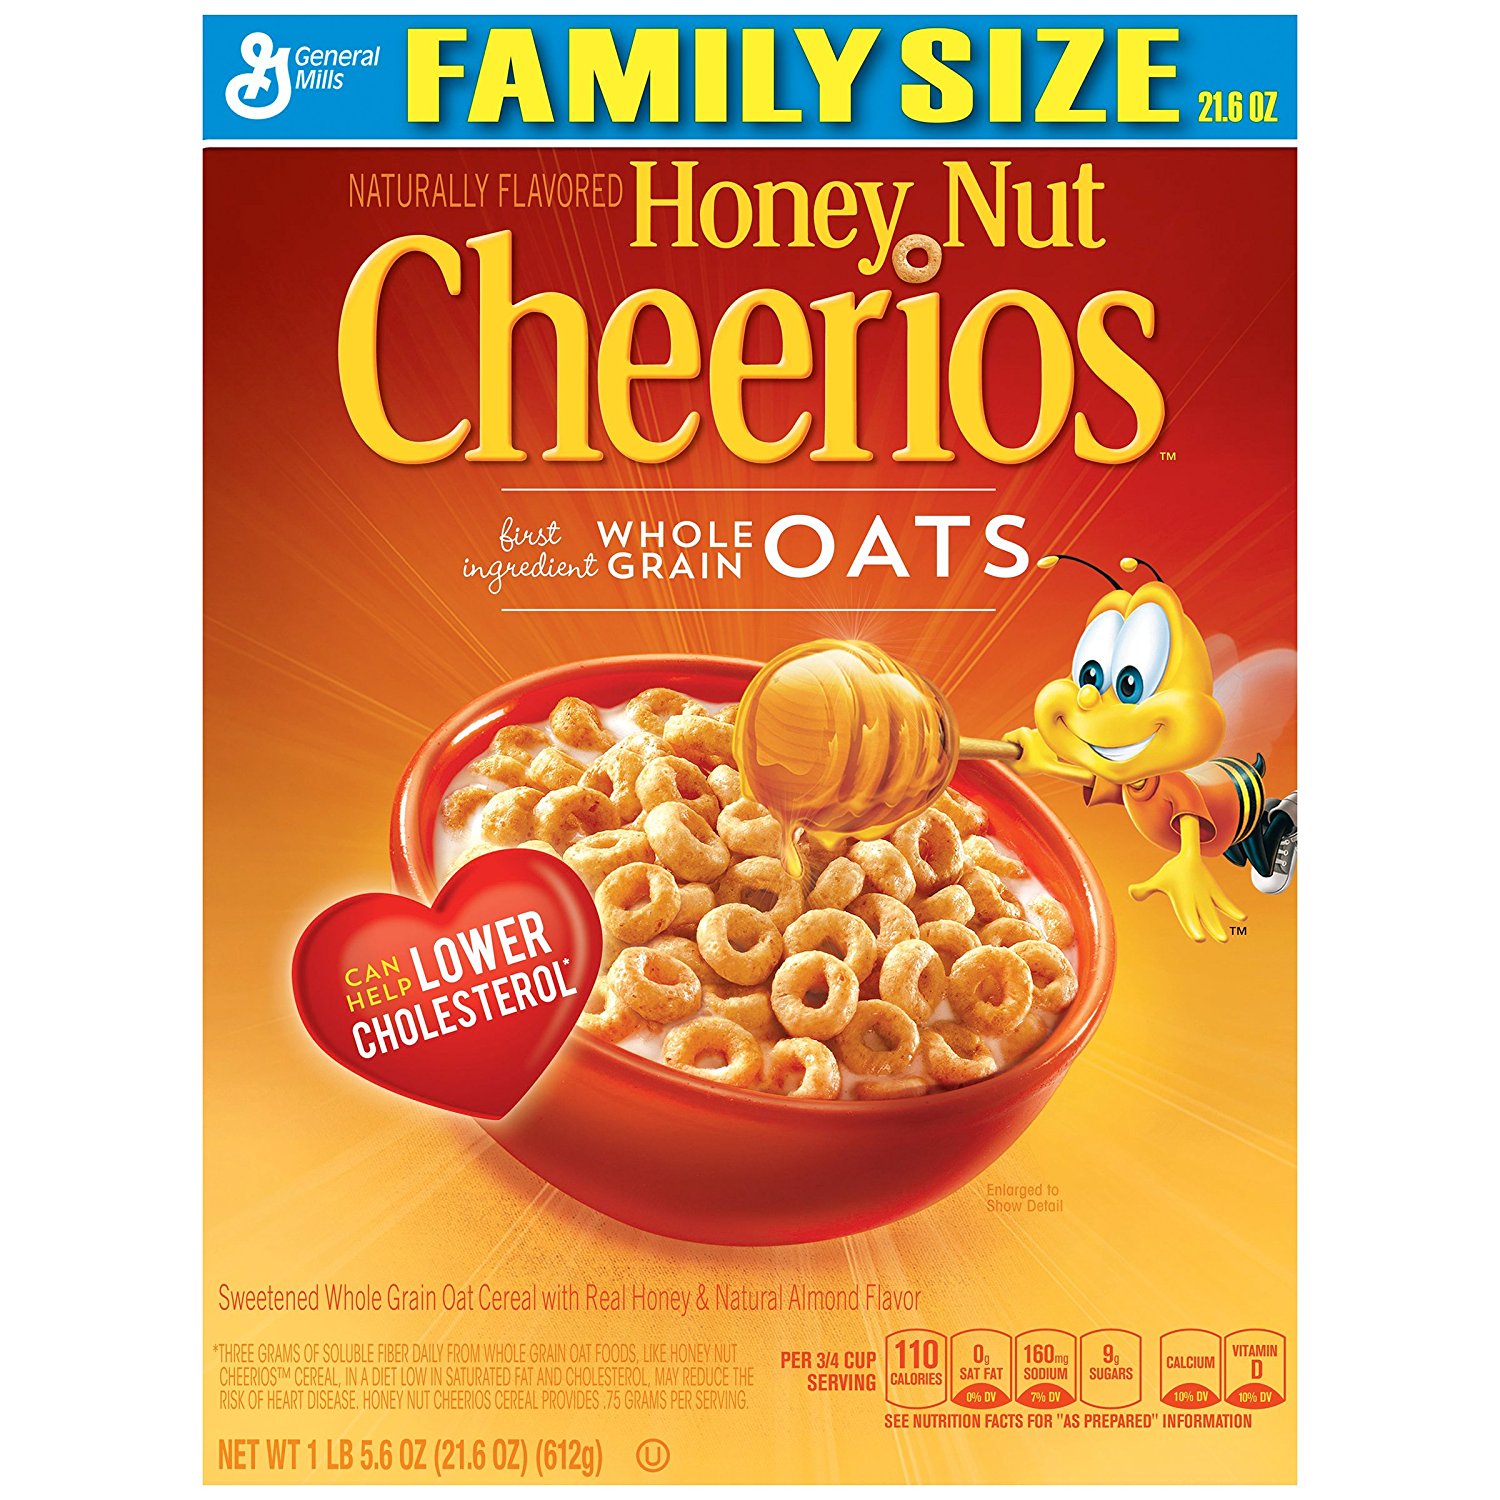 General
Mills
FAMILY SIZE 21.6 OZ
NATURALLY FLAVORED Honey Nut
Cheerios™
first
ingredient
WHOLE
GRAIN
OATS
CAN
HELP
LOWER
CHOLESTEROL*
™
Enlarged to
Show Detail
Sweetened Whole Grain Oat Cereal with Real Honey & Natural Almond Flavor
*THREE GRAMS OF SOLUBLE FIBER DAILY FROM WHOLE GRAIN OAT FOODS, LIKE HONEY NUT
CHEERIOS™ CEREAL, IN A DIET LOW IN SATURATED FAT AND CHOLESTEROL, MAY REDUCE THE
RISK OF HEART DISEASE. HONEY NUT CHEERIOS CEREAL PROVIDES .75 GRAMS PER SERVING.
PER 3/4 CUP
SERVING
110
CALORIES
0g
SAT FAT
0% DV
160mg
SODIUM
7% DV
9g
SUGARS
CALCIUM
10% DV
VITAMIN
D
10% DV
SEE NUTRITION FACTS FOR "AS PREPARED" INFORMATION
NET WT 1 LB 5.6 OZ (21.6 OZ) (612g) U